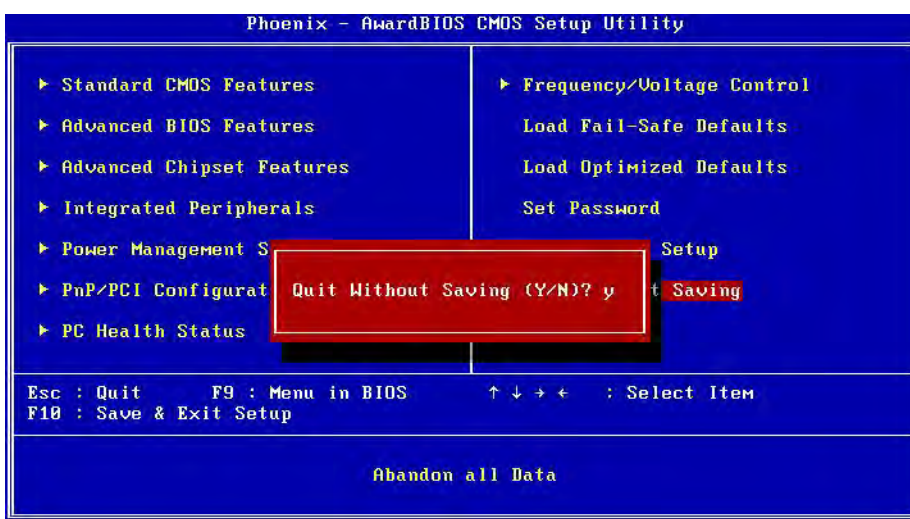 Phoenix - AwardBIOS CMOS Setup Utility
▶ Standard CMOS Features
▶ Advanced BIOS Features
▶ Advanced Chipset Features
▶ Integrated Peripherals
▶ Power Management S
▶ PnP/PCI Configurat
▶ PC Health Status
▶ Frequency/Voltage Control
Load Fail-Safe Defaults
Load Optimized Defaults
Set Password
Setup
t Saving
Quit Without Saving (Y/N)? y
Esc : Quit F9 : Menu in BIOS ↑ ↓ → ← : Select Item
F10 : Save & Exit Setup
Abandon all Data